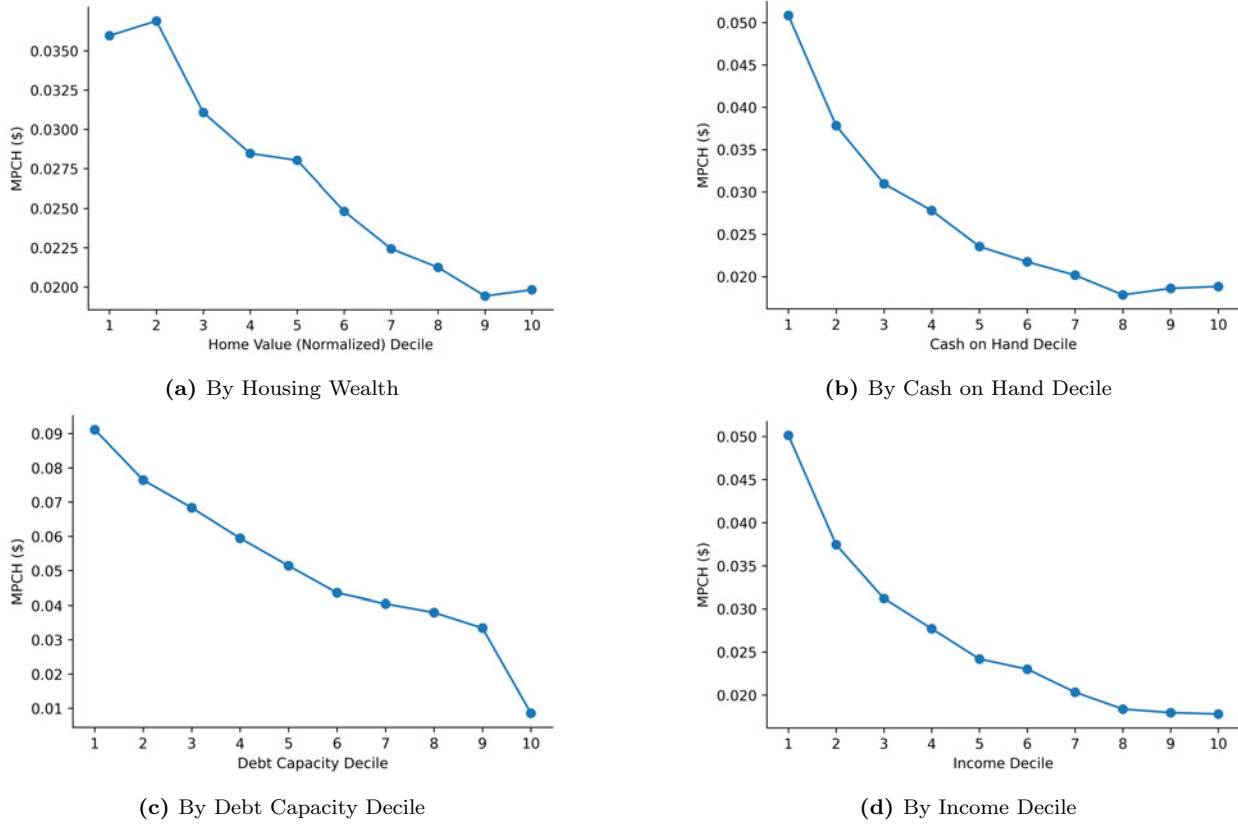 0.0350
0.0325
0.0300
0.0275
0.0250
0.0225
0.0200
MPCH ($)
1 2 3 4 5 6 7 8 9 10
Home Value (Normalized) Decile
(a) By Housing Wealth
0.050
0.045
0.040
0.035
0.030
0.025
0.020
MPCH ($)
1 2 3 4 5 6 7 8 9 10
Cash on Hand Decile
(b) By Cash on Hand Decile
0.09
0.08
0.07
0.06
0.05
0.04
0.03
0.02
0.01
MPCH ($)
1 2 3 4 5 6 7 8 9 10
Debt Capacity Decile
(c) By Debt Capacity Decile
0.050
0.045
0.040
0.035
0.030
0.025
0.020
MPCH ($)
1 2 3 4 5 6 7 8 9 10
Income Decile
(d) By Income Decile